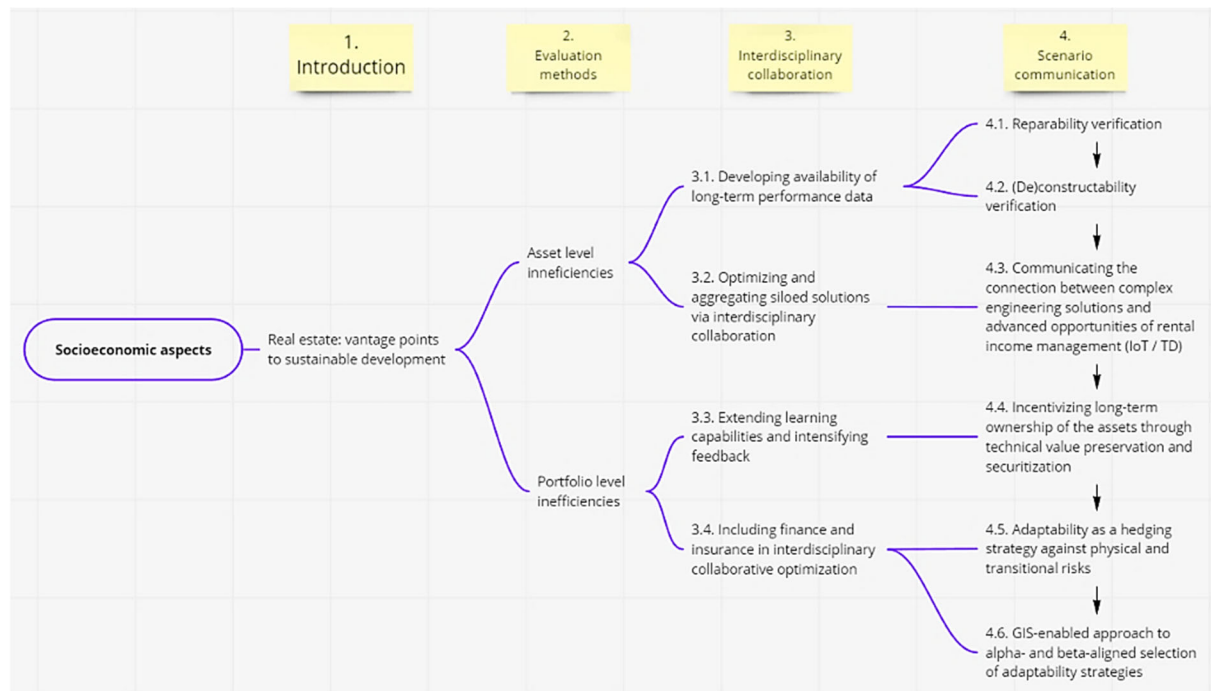 1.
Introduction
2.
Evaluation
methods
3.
Interdisciplinary
collaboration
4.
Scenario
communication
Socioeconomic aspects
Real estate: vantage points
to sustainable development
Asset level
inneficiencies
Portfolio level
inefficiencies
3.1. Developing availability of
long-term performance data
3.2. Optimizing and
aggregating siloed solutions
via interdisciplinary
collaboration
3.3. Extending learning
capabilities and intensifying
feedback
3.4. Including finance and
insurance in interdisciplinary
collaborative optimization
4.1. Reparability verification
4.2. (De)constructability
verification
4.3. Communicating the
connection between complex
engineering solutions and
advanced opportunities of rental
income management (IoT / TD)
4.4. Incentivizing long-term
ownership of the assets through
technical value preservation and
securitization
4.5. Adaptability as a hedging
strategy against physical and
transitional risks
4.6. GIS-enabled approach to
alpha- and beta-aligned selection
of adaptability strategies